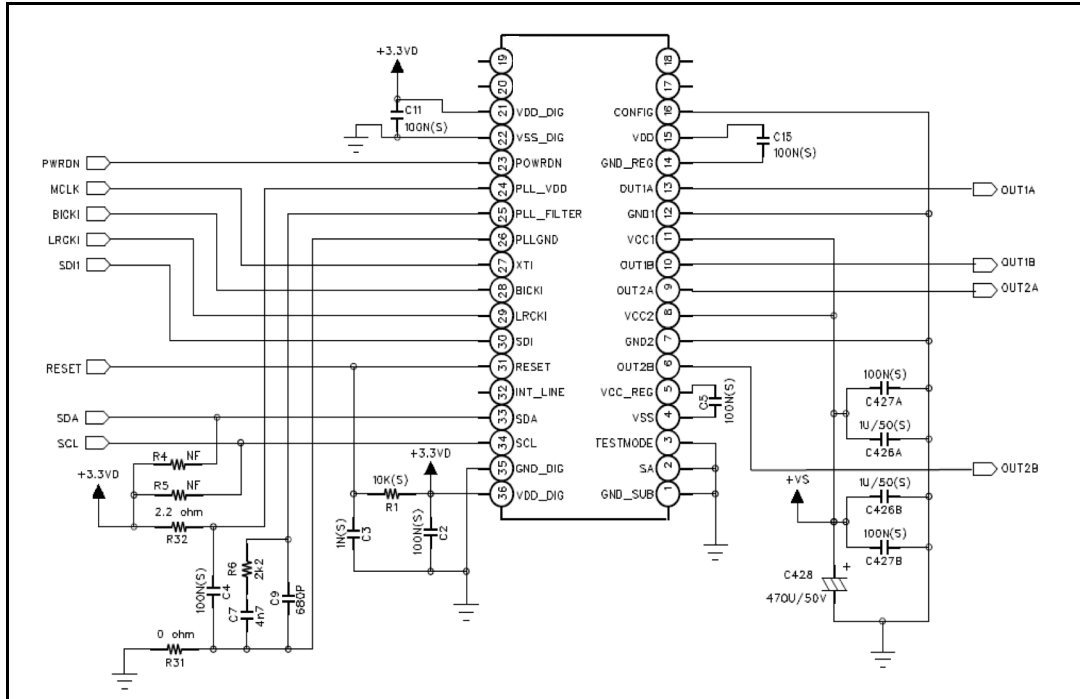 +3.3VD
C11
100N(S)
19
20
21 VDD_DIG
22 VSS_DIG
23 POWRDN
24 PLL_VDD
25 PLL_FILTER
26 PLLGND
27 XTI
28 BICKI
29 LRCKI
30 SDI
31 RESET
32 INT_LINE
33 SDA
34 SCL
35 GND_DIG
36 VDD_DIG
18
17
CONFIG 16
VDD 15
GND_REG 14
OUT1A 13
GND1 12
VCC1 11
OUT1B 10
OUT2A 9
VCC2 8
GND2 7
OUT2B 6
VCC_REG 5
VSS 4
TESTMODE 3
SA 2
GND_SUB 1
C15
100N(S)
C5
100N(S)
PWRDN
MCLK
BICKI
LRCKI
SDI1
RESET
SDA
SCL
OUT1A
OUT1B
OUT2A
OUT2B
R4 NF
R5 NF
+3.3VD
2.2 ohm
R32
100N(S)
C4
R6
2k2
C7
4n7
C9
680P
0 ohm
R31
+3.3VD
10K(S)
R1
1N(S)
C3
100N(S)
C2
100N(S)
C427A
1U/50(S)
C426A
+VS
1U/50(S)
C426B
100N(S)
C427B
C428
+
470U/50V